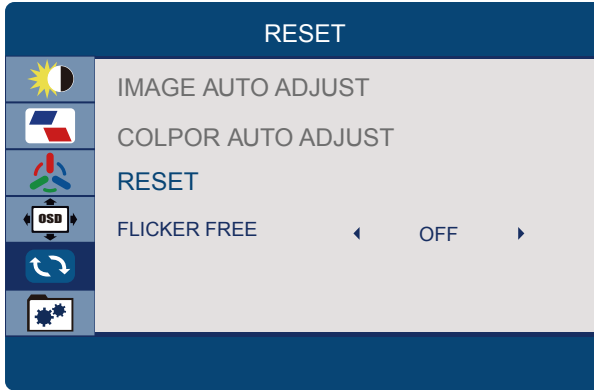 RESET
IMAGE AUTO ADJUST
COLPOR AUTO ADJUST
RESET
OSD
FLICKER FREE OFF